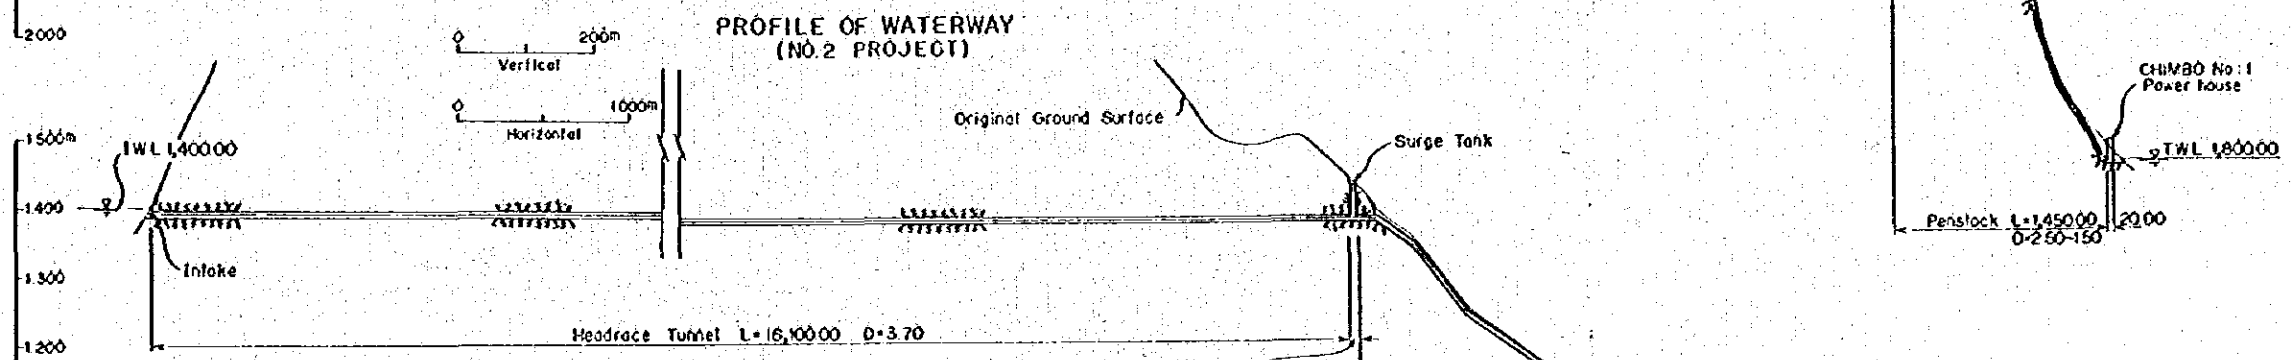 2000
PROFILE OF WATERWAY
(NO.2 PROJECT)
0 200m
Vertical
0 1000m
Horizontal
CHIMBO No.1
Power house
Original Ground Surface
Surge Tank
1500m
IWL 1,400.00
TWL 1,800.00
1.400
Penstock L=1,450.00 20.00
D=2.50-1.50
Intake
1.300
Headrace Tunnel L=16,100.00 D=3.70
1.200